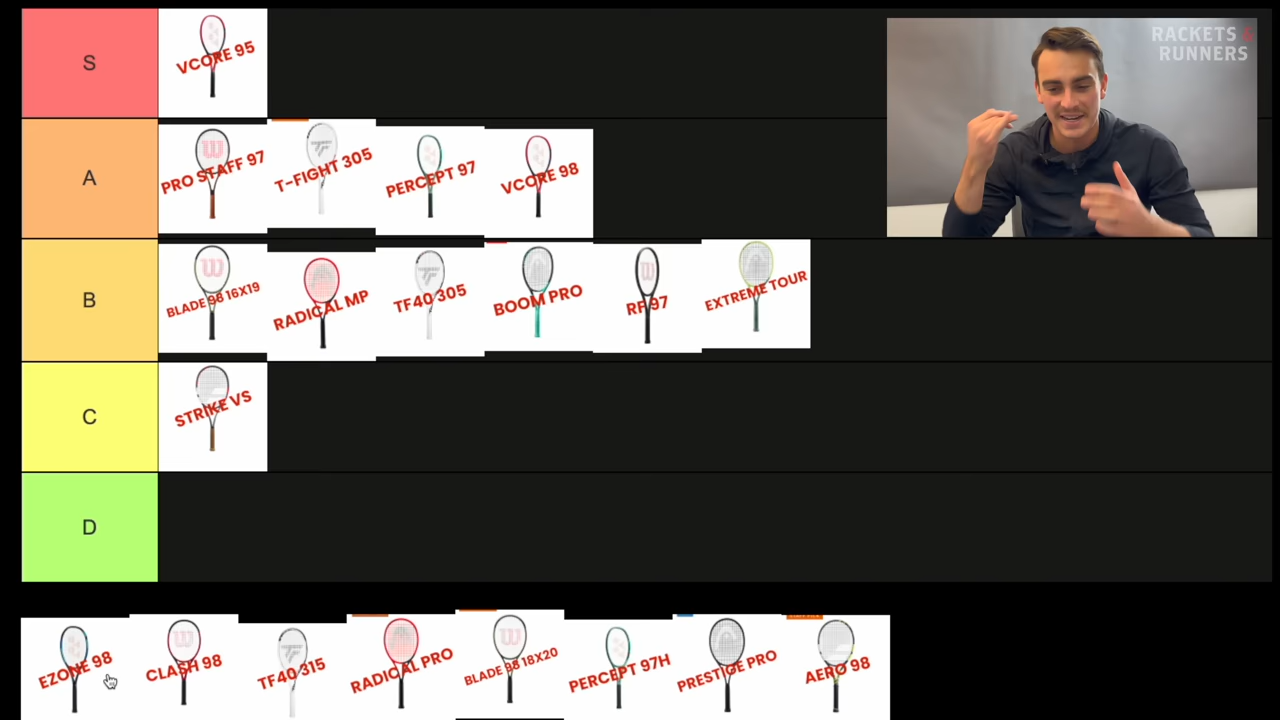 S
VCORE 95
RACKETS &
RUNNERS
A
PRO STAFF 97
T-FIGHT 305
PERCEPT 97
VCORE 98
B
BLADE 98 16X19
RADICAL MP
TF40 305
BOOM PRO
RF 97
EXTREME TOUR
C
STRIKE VS
D
EZONE 98
CLASH 98
TF40 315
RADICAL PRO
BLADE 98 18X20
PERCEPT 97H
PRESTIGE PRO
AERO 98